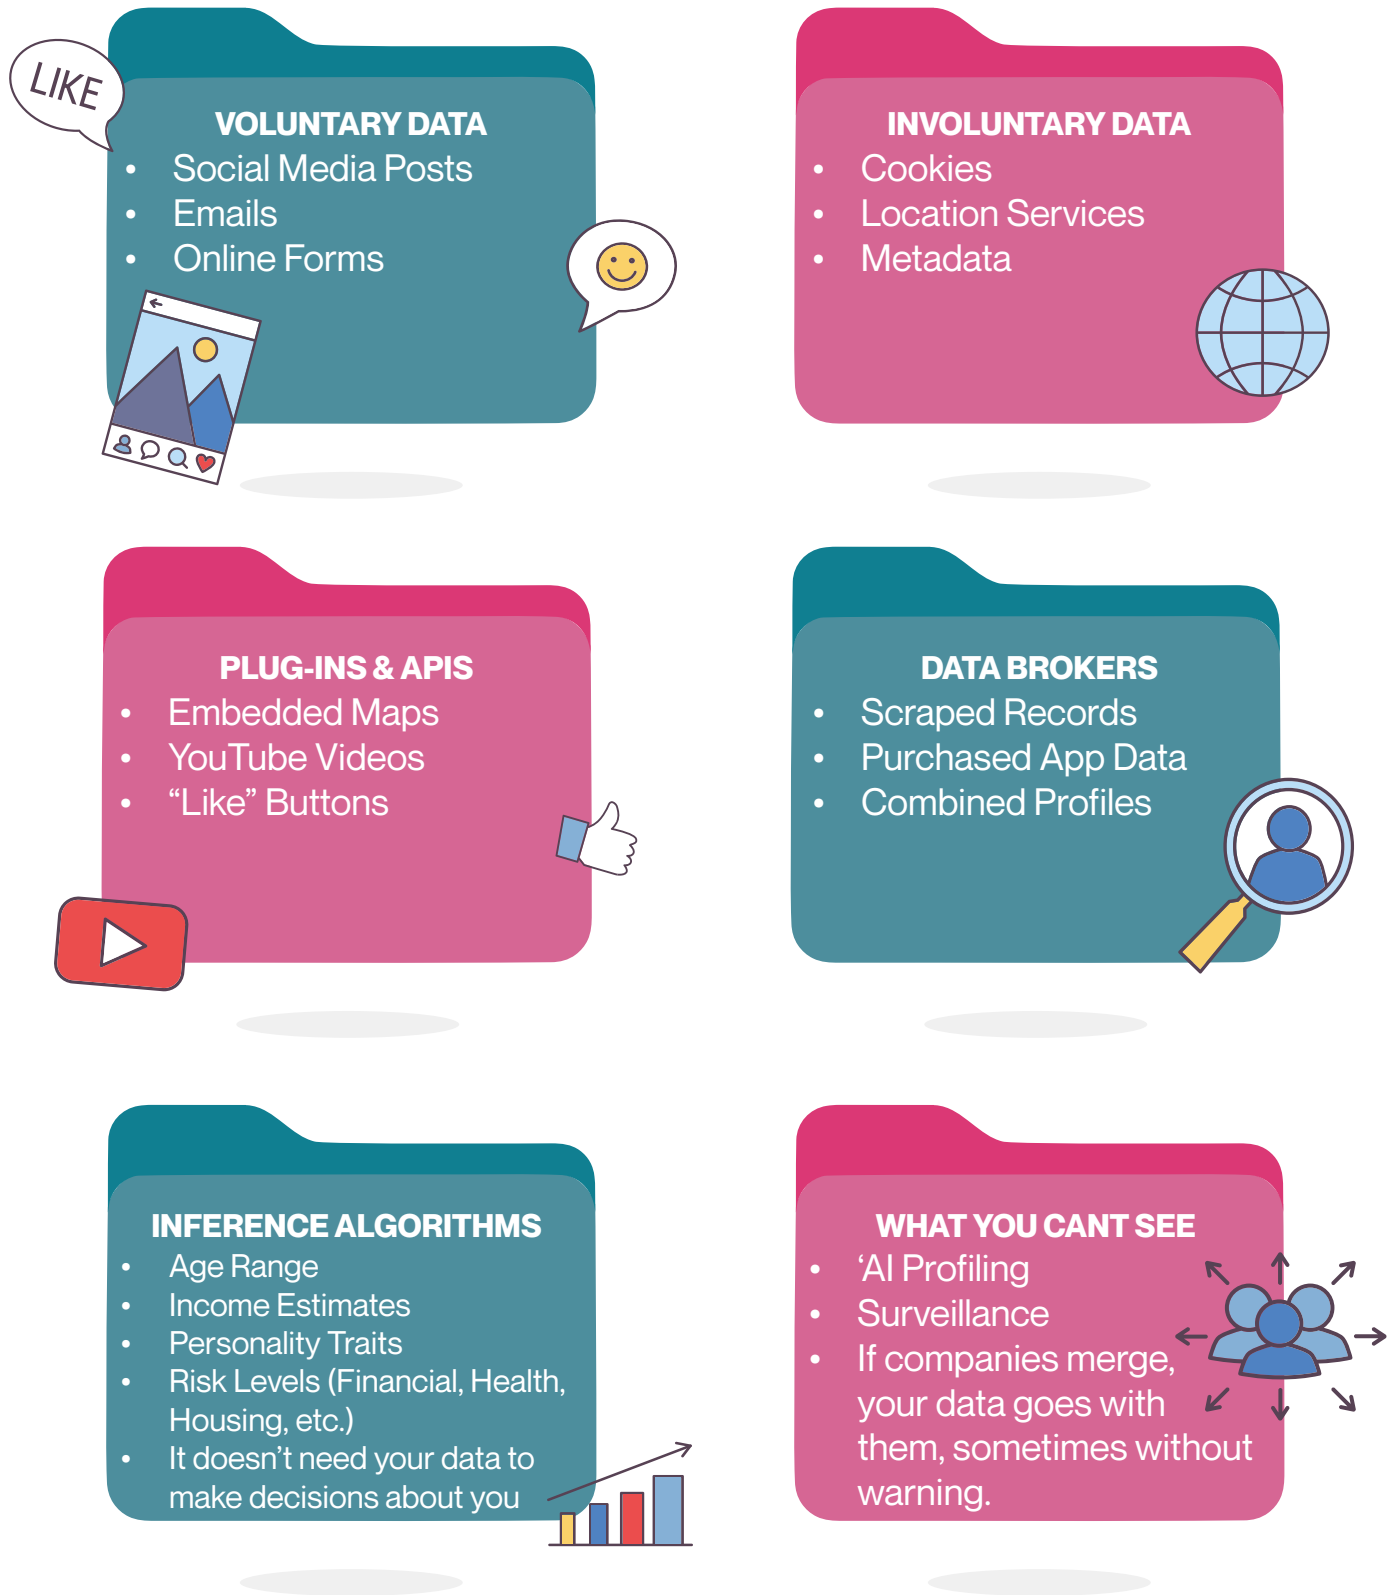 LIKE
VOLUNTARY DATA
• Social Media Posts
• Emails
• Online Forms
INVOLUNTARY DATA
• Cookies
• Location Services
• Metadata
PLUG-INS & APIS
• Embedded Maps
• YouTube Videos
• “Like” Buttons
DATA BROKERS
• Scraped Records
• Purchased App Data
• Combined Profiles
INFERENCE ALGORITHMS
• Age Range
• Income Estimates
• Personality Traits
• Risk Levels (Financial, Health,
Housing, etc.)
• It doesn’t need your data to
make decisions about you
WHAT YOU CANT SEE
• ‘AI Profiling
• Surveillance
• If companies merge,
your data goes with
them, sometimes without
warning.